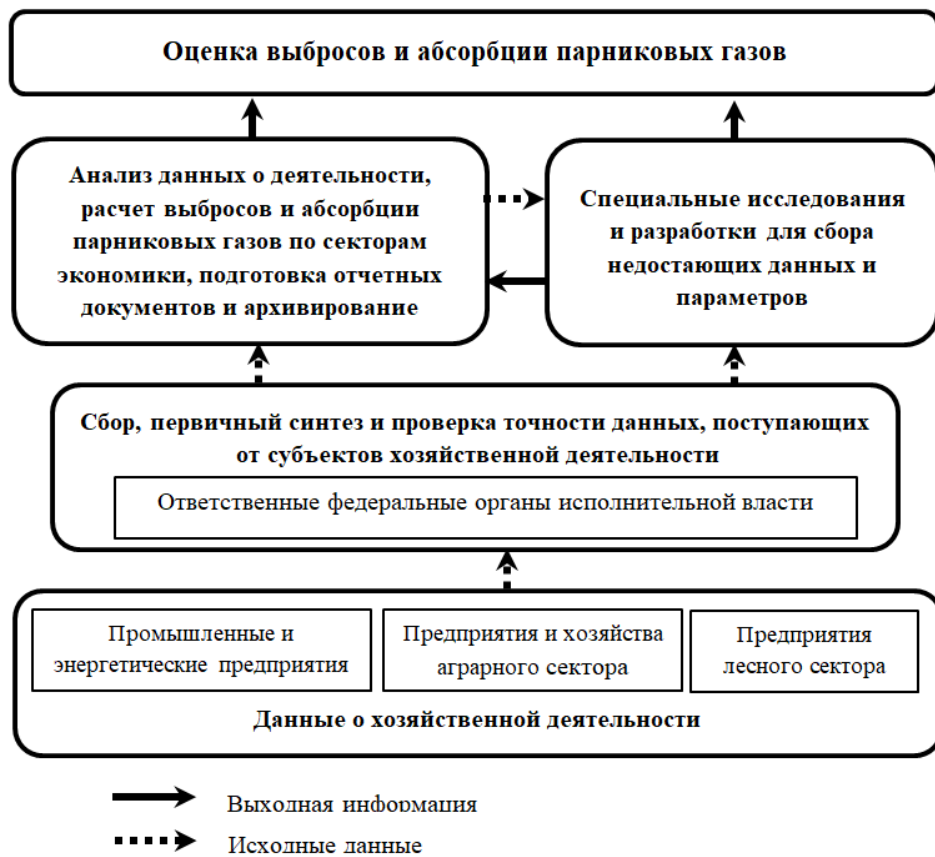 Оценка выбросов и абсорбции парниковых газов
Анализ данных о деятельности,
расчет выбросов и абсорбции
парниковых газов по секторам
экономики, подготовка отчетных
документов и архивирование
Специальные исследования
и разработки для сбора
недостающих данных и
параметров
Сбор, первичный синтез и проверка точности данных, поступающих
от субъектов хозяйственной деятельности
Ответственные федеральные органы исполнительной власти
Промышленные и
энергетические предприятия
Предприятия и хозяйства
аграрного сектора
Предприятия
лесного сектора
Данные о хозяйственной деятельности
Выходная информация
Исходные данные